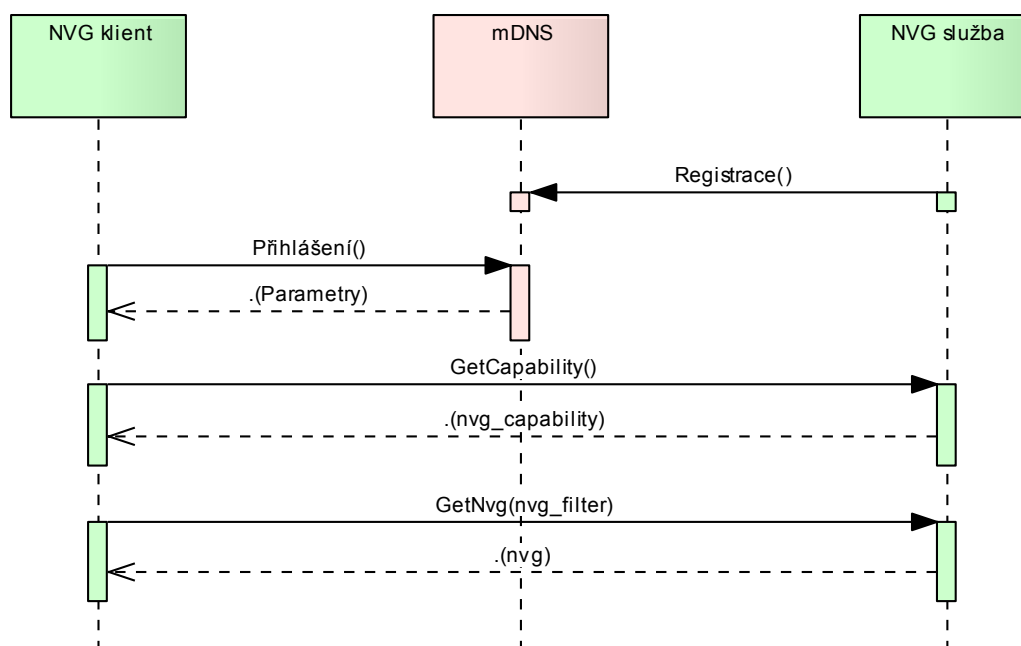 NVG klient
mDNS
NVG služba
Registrace()
Přihlášení()
.(Parametry)
GetCapability()
.(nvg_capability)
GetNvg(nvg_filter)
.(nvg)